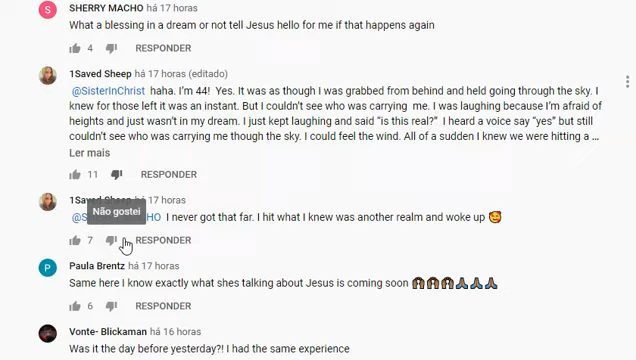 S SHERRY MACHO há 17 horas
What a blessing in a dream or not tell Jesus hello for me if that happens again
4 RESPONDER
1Saved Sheep há 17 horas (editado)
@SisterInChrist haha. I'm 44! Yes. It was as though I was grabbed from behind and held going through the sky. I
knew for those left it was an instant. But I couldn't see who was carrying me. I was laughing because I'm afraid of
heights and just wasn't in my dream. I just kept laughing and said "is this real?" I heard a voice say "yes" but still
couldn't see who was carrying me though the sky. I could feel the wind. All of a sudden I knew we were hitting a ...
Ler mais
11 RESPONDER
1Saved Sheep há 17 horas
Não gostei
@S HO I never got that far. I hit what I knew was another realm and woke up 🥰
7 RESPONDER
P Paula Brentz há 17 horas
Same here I know exactly what shes talking about Jesus is coming soon
6 RESPONDER
Vonte- Blickaman há 16 horas
Was it the day before yesterday?! I had the same experience